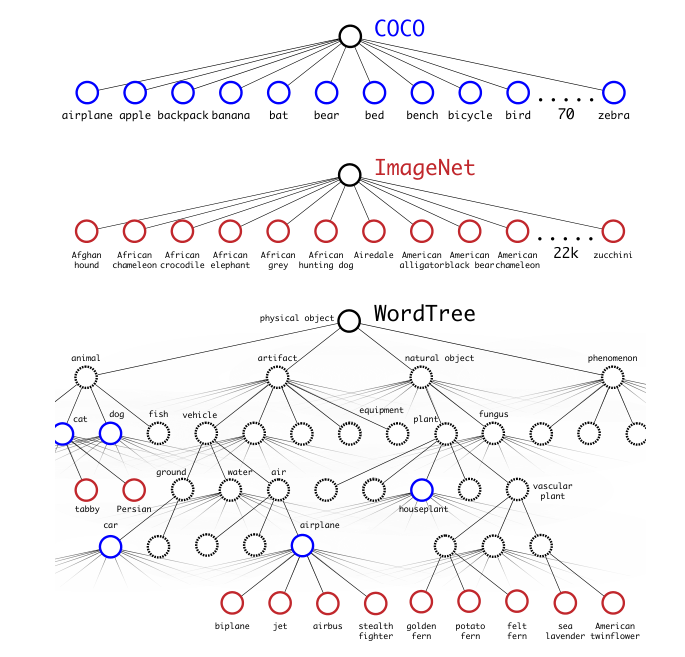 COCO
airplane apple backpack banana bat bear bed bench bicycle bird ..... 70 zebra
ImageNet
Afghan hound
African chameleon
African crocodile
African elephant
African grey
African hunting dog
Airedale
American alligator
American black bear
American chameleon
..... 22k
zucchini
WordTree
physical object
animal artifact natural object phenomenon
cat dog fish vehicle equipment plant fungus
ground water air vascular plant
tabby Persian houseplant
car airplane
biplane jet airbus
stealth fighter
golden fern
potato fern
felt fern
sea lavender
American twinflower